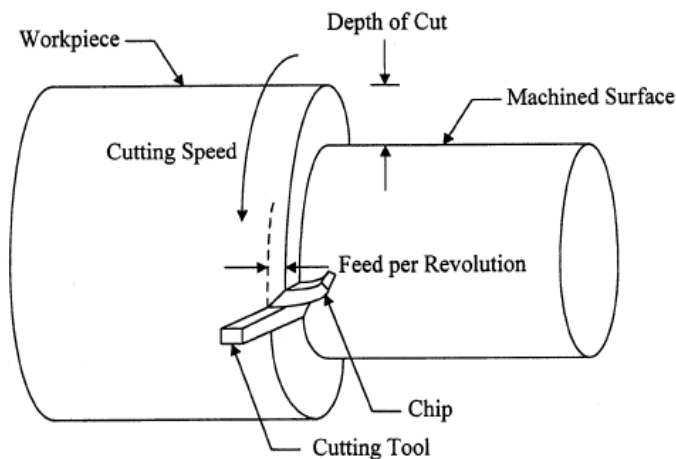 Depth of Cut
Workpiece
Machined Surface
Cutting Speed
Feed per Revolution
Chip
Cutting Tool